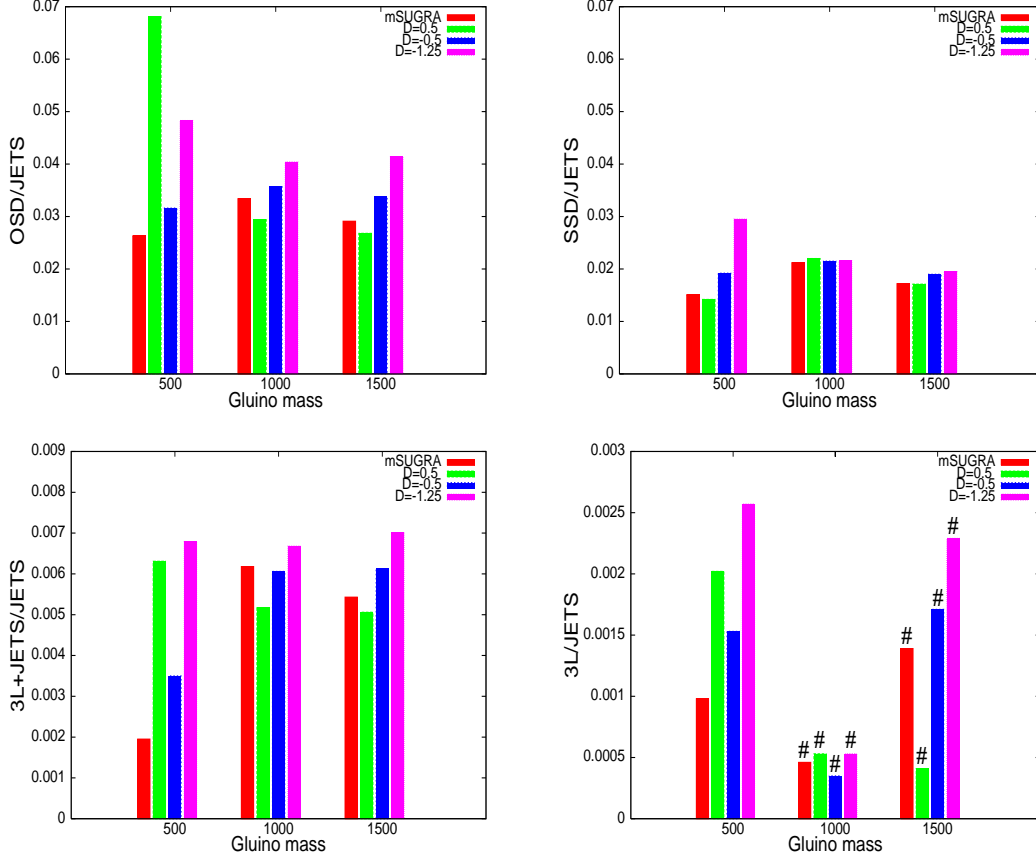 OSD/JETS
0.07
0.06
0.05
0.04
0.03
0.02
0.01
0
500
1000
1500
Gluino mass
mSUGRA
D=0.5
D=-0.5
D=-1.25
SSD/JETS
0.07
0.06
0.05
0.04
0.03
0.02
0.01
0
500
1000
1500
Gluino mass
mSUGRA
D=0.5
D=-0.5
D=-1.25
3L+JETS/JETS
0.009
0.008
0.007
0.006
0.005
0.004
0.003
0.002
0.001
0
500
1000
1500
Gluino mass
mSUGRA
D=0.5
D=-0.5
D=-1.25
3L/JETS
0.003
0.0025
0.002
0.0015
0.001
0.0005
0
500
1000
1500
Gluino mass
mSUGRA
D=0.5
D=-0.5
D=-1.25
#
#
#
#
#
#
#
#